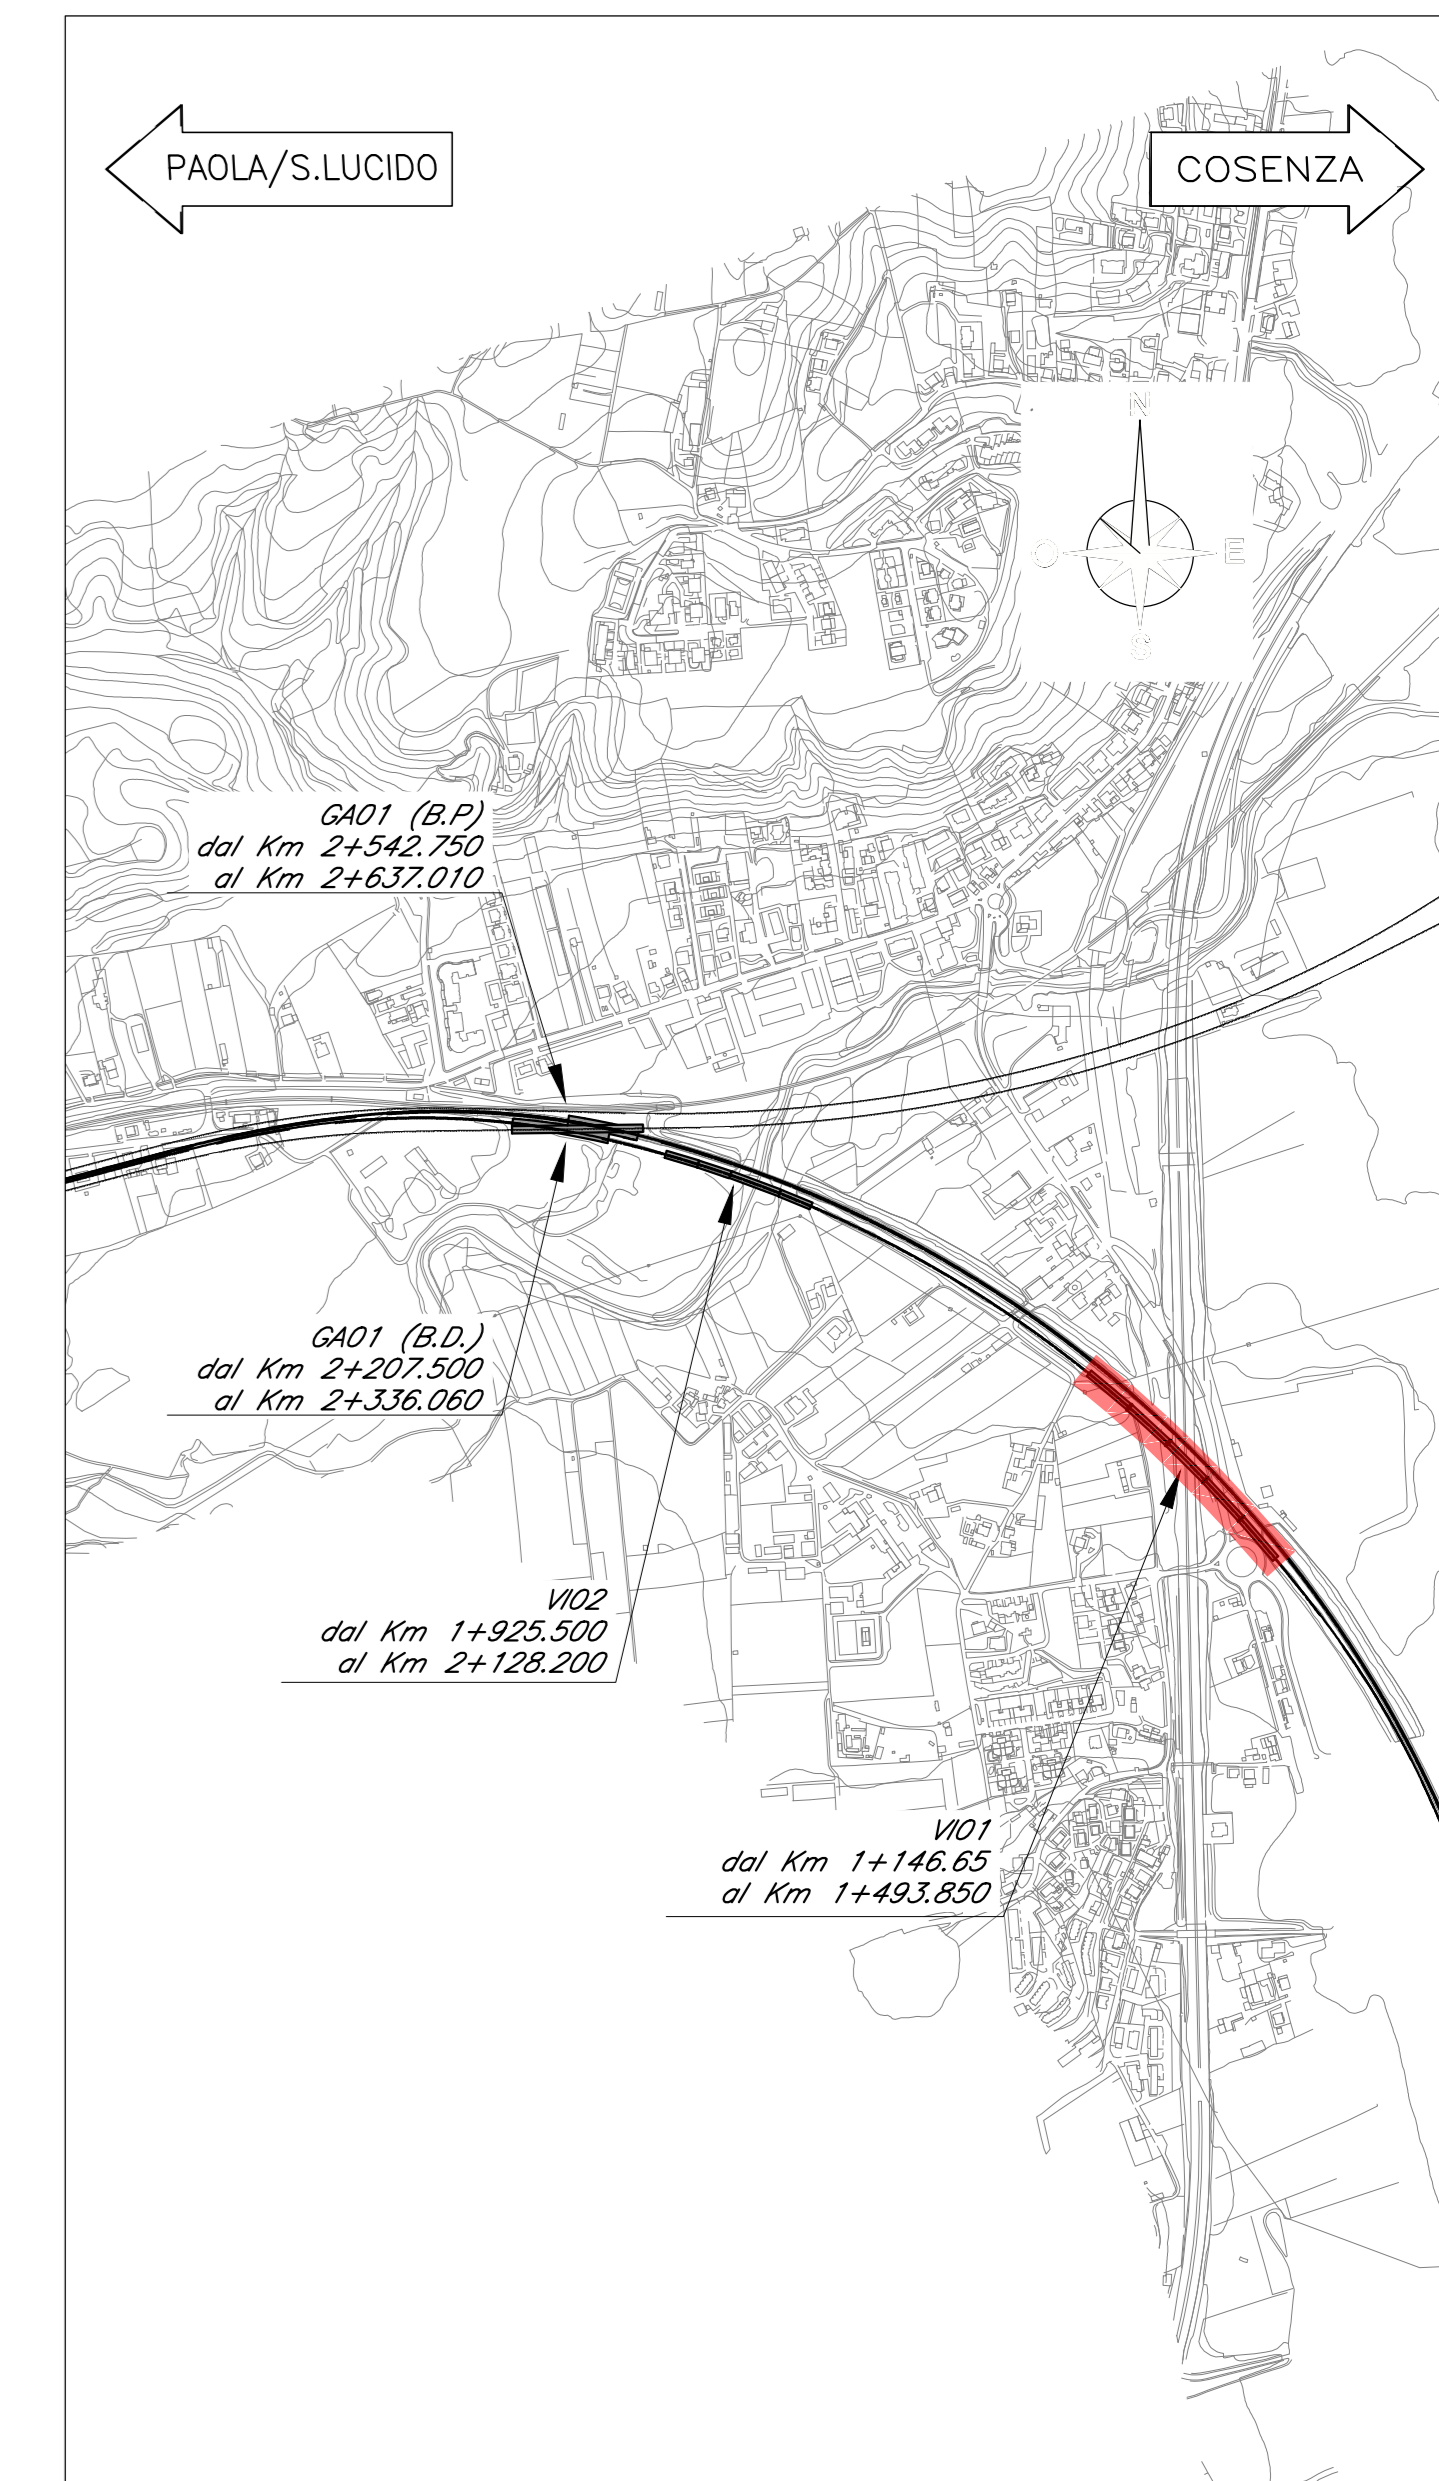 PAOLA/S.LUCIDO
COSENZA
N
O
E
S
GA01 (B.P)
dal Km 2+542.750
al Km 2+637.010
GA01 (B.D.)
dal Km 2+207.500
al Km 2+336.060
VI02
dal Km 1+925.500
al Km 2+128.200
VI01
dal Km 1+146.65
al Km 1+493.850